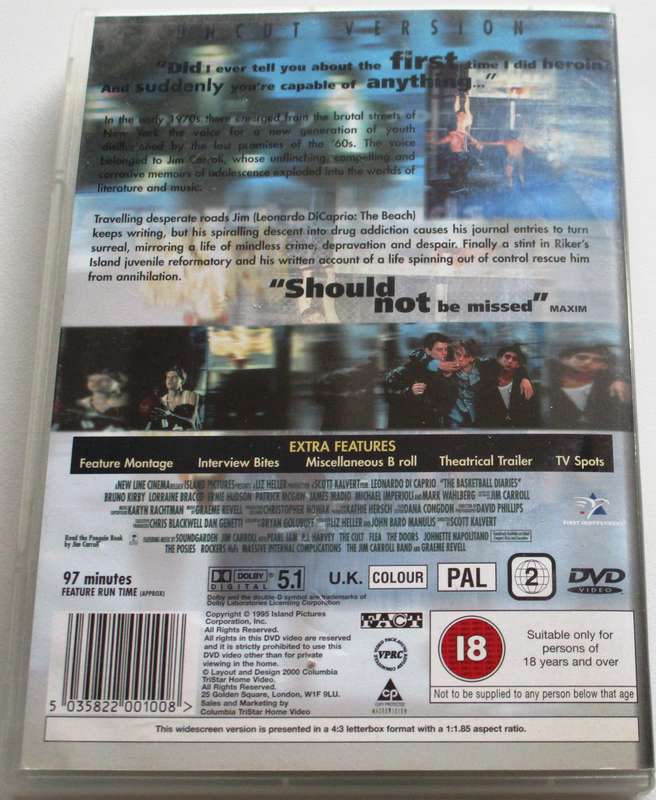 UNCUT VERSION
"Did I ever tell you about the first time I did heroin?
And suddenly you're capable of anything..."
In the early 1970s there emerged from the brutal streets of
New York the voice for a new generation of youth
disillusioned by the lost promises of the '60s. The voice
belonged to Jim Carroll, whose unflinching, compelling and
corrosive memoirs of adolescence exploded into the worlds of
literature and music.
Travelling desperate roads Jim (Leonardo DiCaprio: The Beach)
keeps writing, but his spiralling descent into drug addiction causes his journal entries to turn
surreal, mirroring a life of mindless crime, depravation and despair. Finally a stint in Riker's
Island juvenile reformatory and his written account of a life spinning out of control rescue him
from annihilation.
"Should not be missed" MAXIM
EXTRA FEATURES
Feature Montage Interview Bites Miscellaneous B roll Theatrical Trailer TV Spots
A NEW LINE CINEMA RELEASE ISLAND PICTURES PRESENTS A LIZ HELLER PRODUCTION A SCOTT KALVERT FILM LEONARDO DI CAPRIO "THE BASKETBALL DIARIES"
BRUNO KIRBY LORRAINE BRACCO ERNIE HUDSON PATRICK MCGAW JAMES MADIO MICHAEL IMPERIOLI AND MARK WAHLBERG JIM CARROLL
KARYN RACHTMAN GRAEME REVELL CHRISTOPHER NOWAK KATHIE HERSCH DANA CONGDON DAVID PHILLIPS
CHRIS BLACKWELL DAN GENETTI BRYAN GOLUBOFF LIZ HELLER AND JOHN BARD MANULIS SCOTT KALVERT
FIRST INDEPENDENT
Read the Penguin Book
by Jim Carroll
FEATURING MUSIC BY SOUNDGARDEN JIM CARROLL WITH PEARL JAM P.J. HARVEY THE CULT FLEA THE DOORS JOHNETTE NAPOLITANO
THE POSIES ROCKERS HIFI MASSIVE INTERNAL COMPLICATIONS THE JIM CARROLL BAND AND GRAEME REVELL
97 minutes
FEATURE RUN TIME (APPROX)
DOLBY DIGITAL 5.1
U.K. COLOUR PAL 2 DVD VIDEO
Dolby and the double-D symbol are trademarks of
Dolby Laboratories Licensing Corporation
Copyright © 1995 Island Pictures
Corporation, Inc.
All Rights Reserved.
All rights in this DVD video are reserved
and it is strictly prohibited to use this
DVD video other than for private
viewing in the home.
© Layout and Design 2000 Columbia
TriStar Home Video.
All Rights Reserved.
25 Golden Square, London, W1F 9LU.
Sales and Marketing by
Columbia TriStar Home Video
FACT
VPRC
cp
COPY PROTECTED
MACROVISION
18
Suitable only for
persons of
18 years and over
Not to be supplied to any person below that age
5 035822 001008 >
This widescreen version is presented in a 4:3 letterbox format with a 1:1.85 aspect ratio.